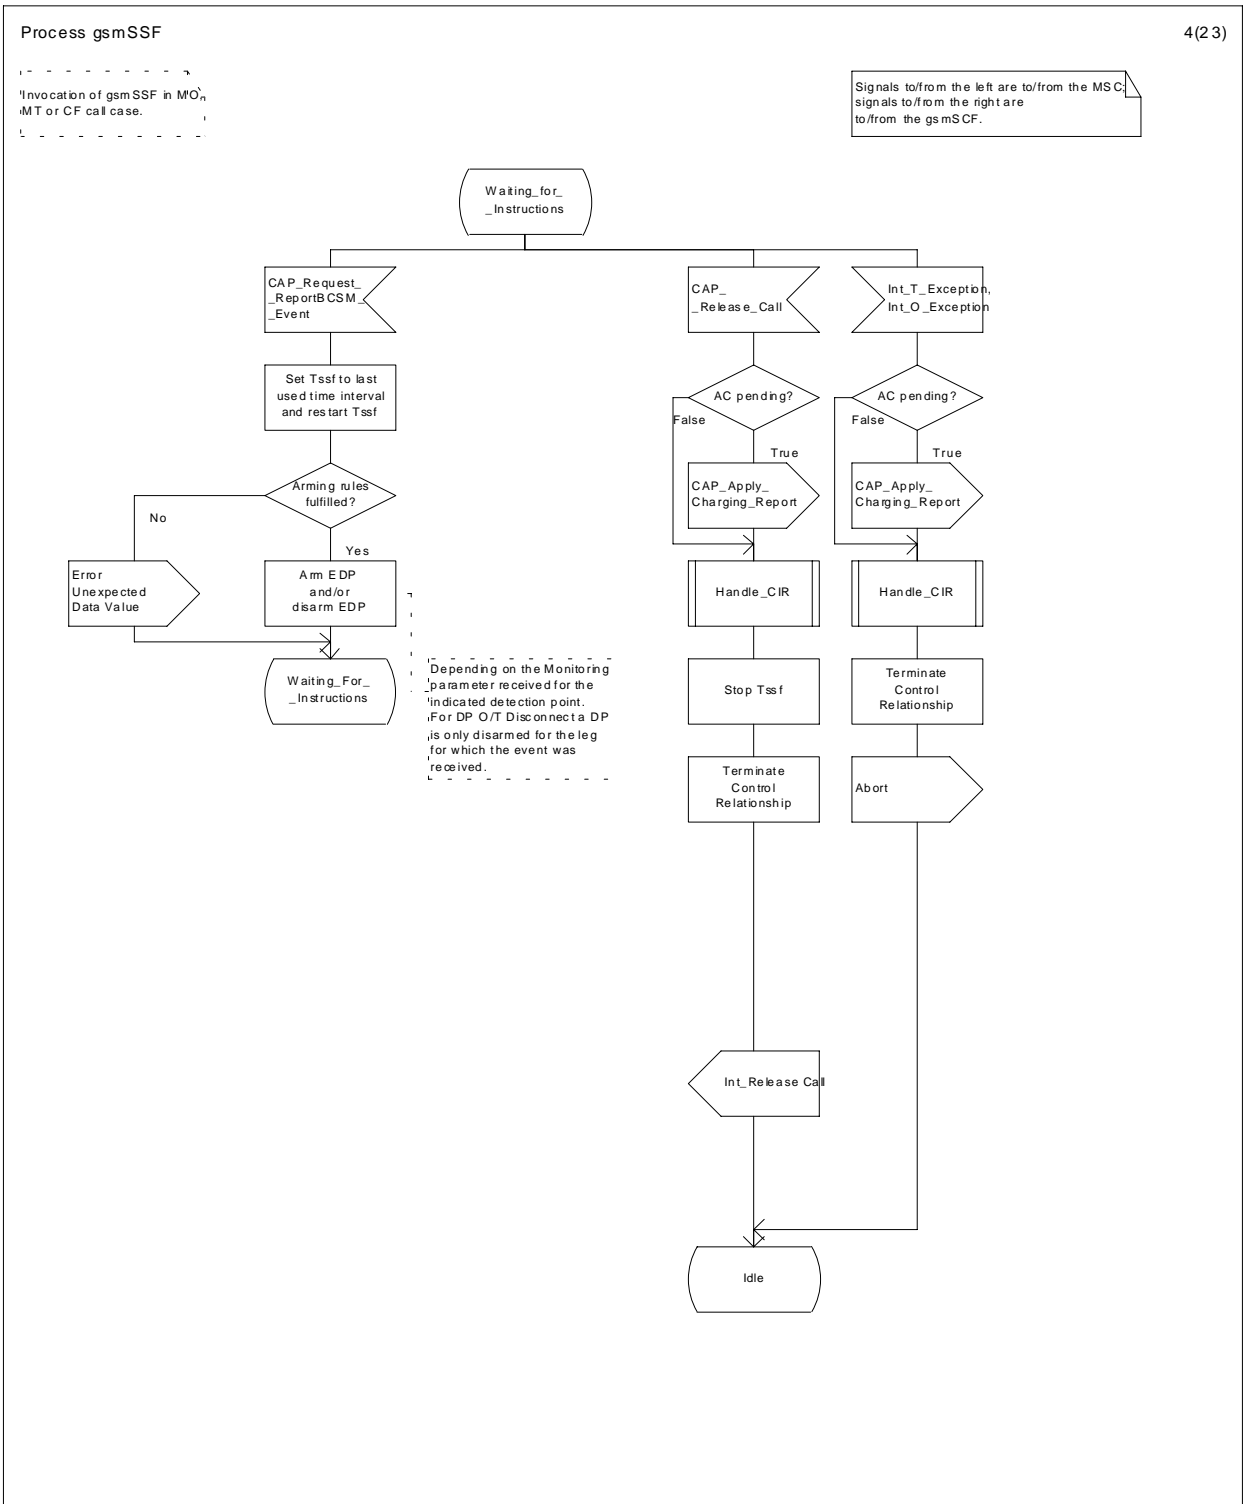 Process gsmSSF
4(23)
Invocation of gsmSSF in MO,
MT or CF call case.
Signals to/from the left are to/from the MSC;
signals to/from the right are
to/from the gsmSCF.
Waiting_for_
_Instructions
CAP_Request_
_ReportBCSM_
_Event
CAP_
_Release_Call
Int_T_Exception,
Int_O_Exception
Set Tssf to last
used time interval
and restart Tssf
AC pending?
AC pending?
False
False
True
True
Arming rules
fulfilled?
CAP_Apply_
Charging_Report
CAP_Apply_
Charging_Report
No
Yes
Error
Unexpected
Data Value
Arm EDP
and/or
disarm EDP
Handle_CIR
Handle_CIR
Waiting_For_
_Instructions
Depending on the Monitoring
parameter received for the
indicated detection point.
For DP O/T Disconnect a DP
is only disarmed for the leg
for which the event was
received.
Stop Tssf
Terminate
Control
Relationship
Terminate
Control
Relationship
Abort
Int_Release Call
Idle